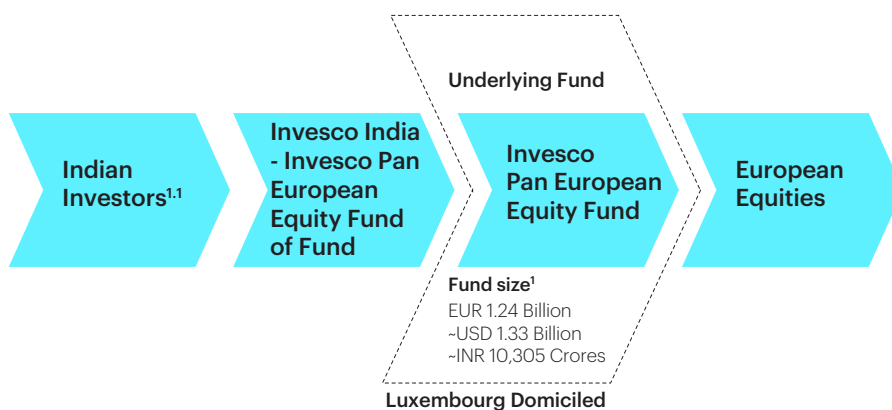 Underlying Fund
Indian
Investors1.1
Invesco India
- Invesco Pan
European
Equity Fund
of Fund
Invesco
Pan European
Equity Fund
European
Equities
Fund size1
EUR 1.24 Billion
~USD 1.33 Billion
~INR 10,305 Crores
Luxembourg Domiciled